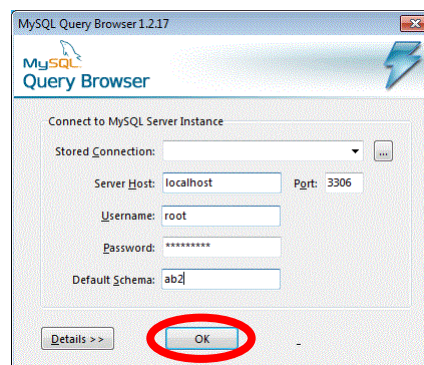 MySQL Query Browser 1.2.17
MySQL
Query Browser
Connect to MySQL Server Instance
Stored Connection:
...
Server Host: localhost Port: 3306
Username: root
Password: *********
Default Schema: ab2
Details >> OK